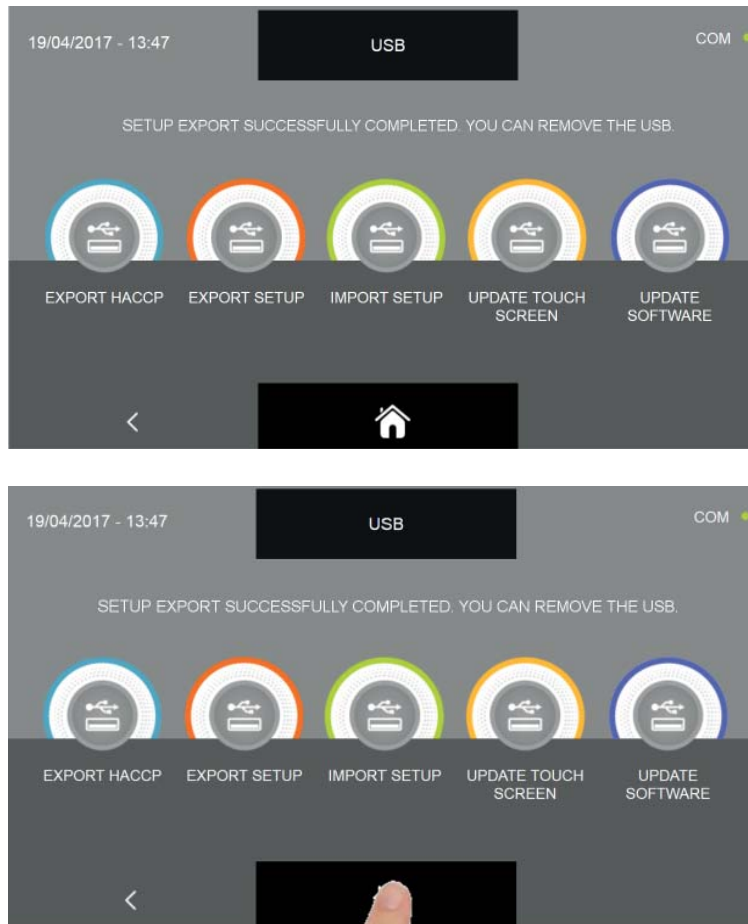 19/04/2017 - 13:47
USB
COM
SETUP EXPORT SUCCESSFULLY COMPLETED. YOU CAN REMOVE THE USB.
EXPORT HACCP
EXPORT SETUP
IMPORT SETUP
UPDATE TOUCH
SCREEN
UPDATE
SOFTWARE
19/04/2017 - 13:47
USB
COM
SETUP EXPORT SUCCESSFULLY COMPLETED. YOU CAN REMOVE THE USB.
EXPORT HACCP
EXPORT SETUP
IMPORT SETUP
UPDATE TOUCH
SCREEN
UPDATE
SOFTWARE